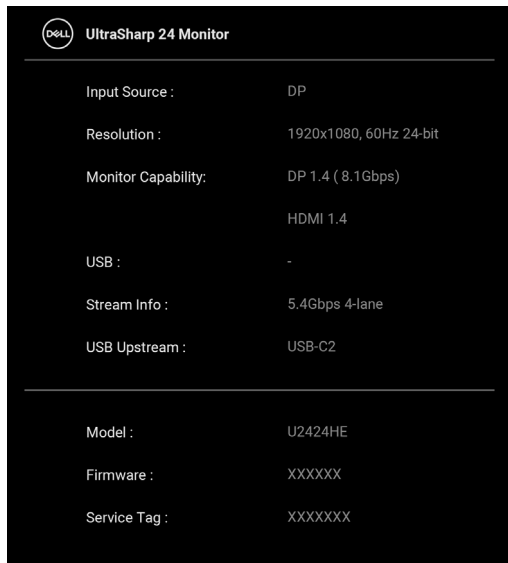 DELL UltraSharp 24 Monitor
Input Source : DP
Resolution : 1920x1080, 60Hz 24-bit
Monitor Capability: DP 1.4 ( 8.1Gbps)
HDMI 1.4
USB : -
Stream Info : 5.4Gbps 4-lane
USB Upstream : USB-C2
Model : U2424HE
Firmware : XXXXXX
Service Tag : XXXXXXX